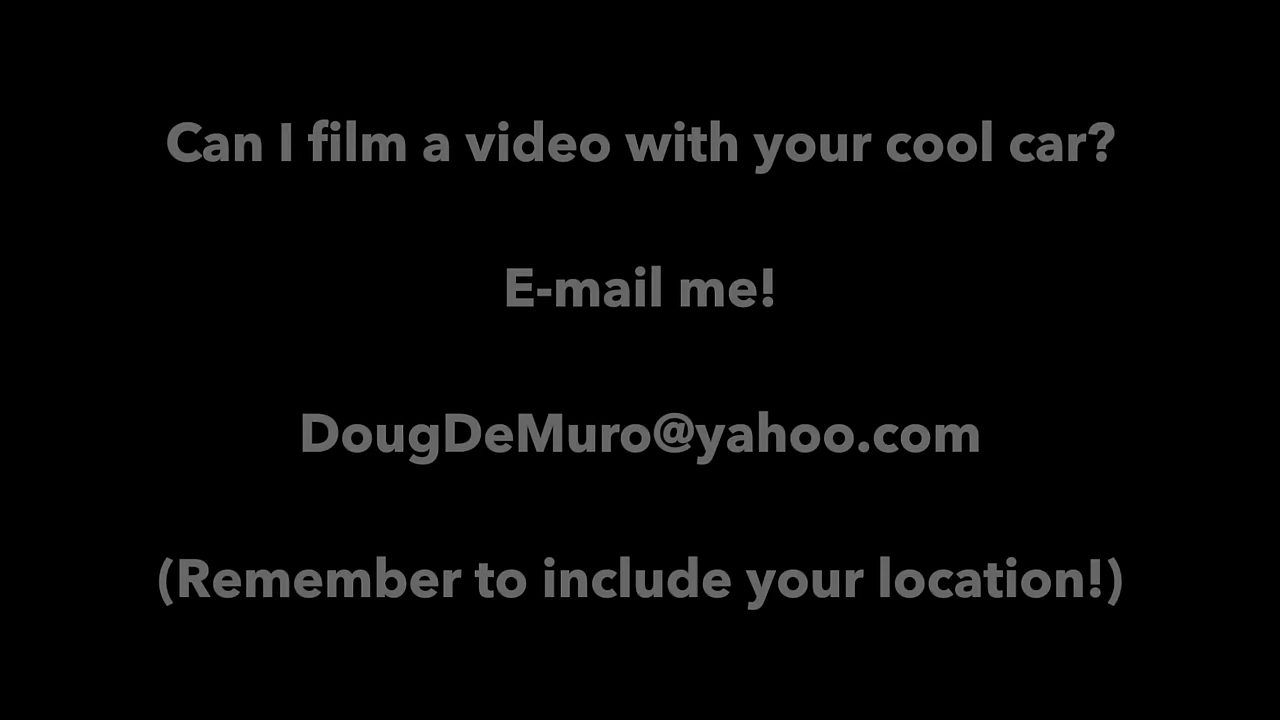 Can I film a video with your cool car?
E-mail me!
DougDeMuro@yahoo.com
(Remember to include your location!)